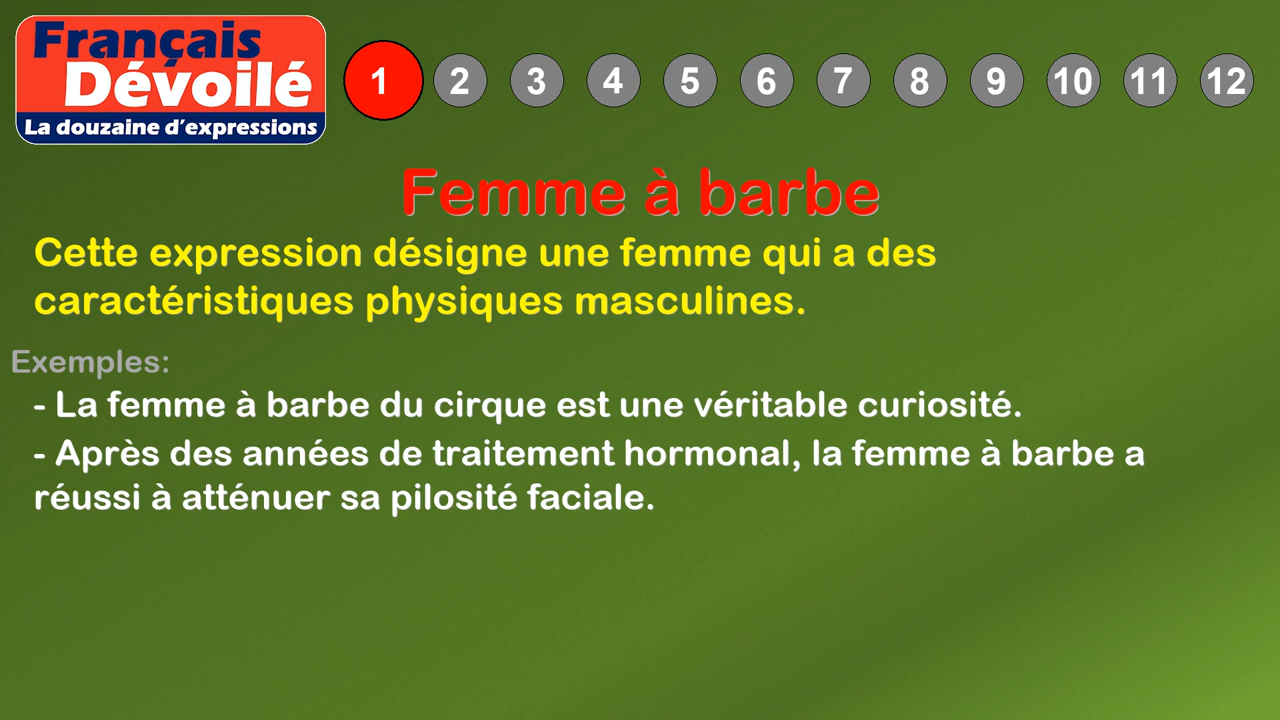 Français
Dévoilé
La douzaine d'expressions
1 2 3 4 5 6 7 8 9 10 11 12
Femme à barbe
Cette expression désigne une femme qui a des
caractéristiques physiques masculines.
Exemples:
- La femme à barbe du cirque est une véritable curiosité.
- Après des années de traitement hormonal, la femme à barbe a
réussi à atténuer sa pilosité faciale.